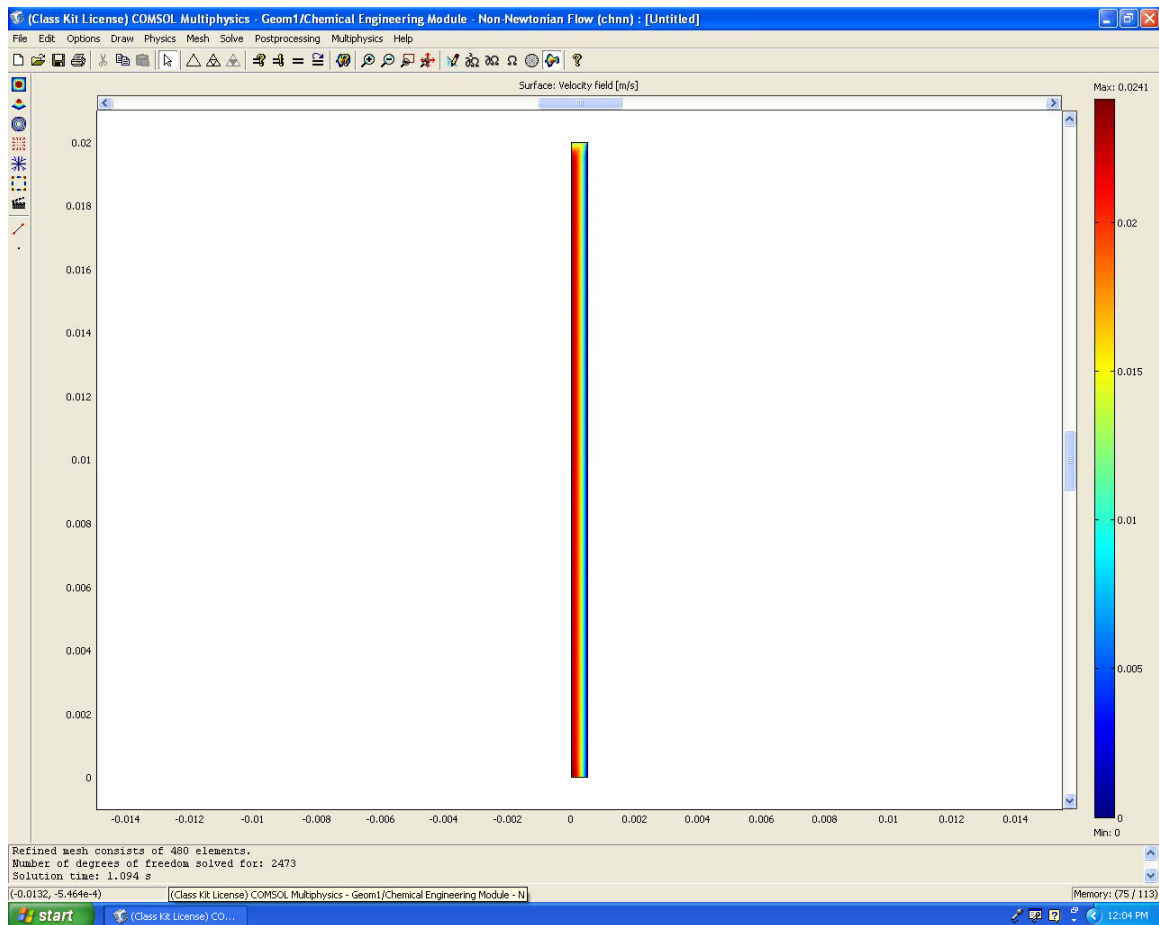 (Class Kit License) COMSOL Multiphysics - Geom1/Chemical Engineering Module - Non-Newtonian Flow (chnn) : [Untitled]
File Edit Options Draw Physics Mesh Solve Postprocessing Multiphysics Help
Surface: Velocity field [m/s]
Max: 0.0241
0.02
0.018
0.016
0.014
0.012
0.01
0.008
0.006
0.004
0.002
0
-0.014 -0.012 -0.01 -0.008 -0.006 -0.004 -0.002 0 0.002 0.004 0.006 0.008 0.01 0.012 0.014
0.02
0.015
0.01
0.005
0
Min: 0
Refined mesh consists of 480 elements.
Number of degrees of freedom solved for: 2473
Solution time: 1.094 s
(-0.0132, -5.464e-4)
(Class Kit License) COMSOL Multiphysics - Geom1/Chemical Engineering Module - N
Memory: (75 / 113)
start
(Class Kit License) CO...
12:04 PM